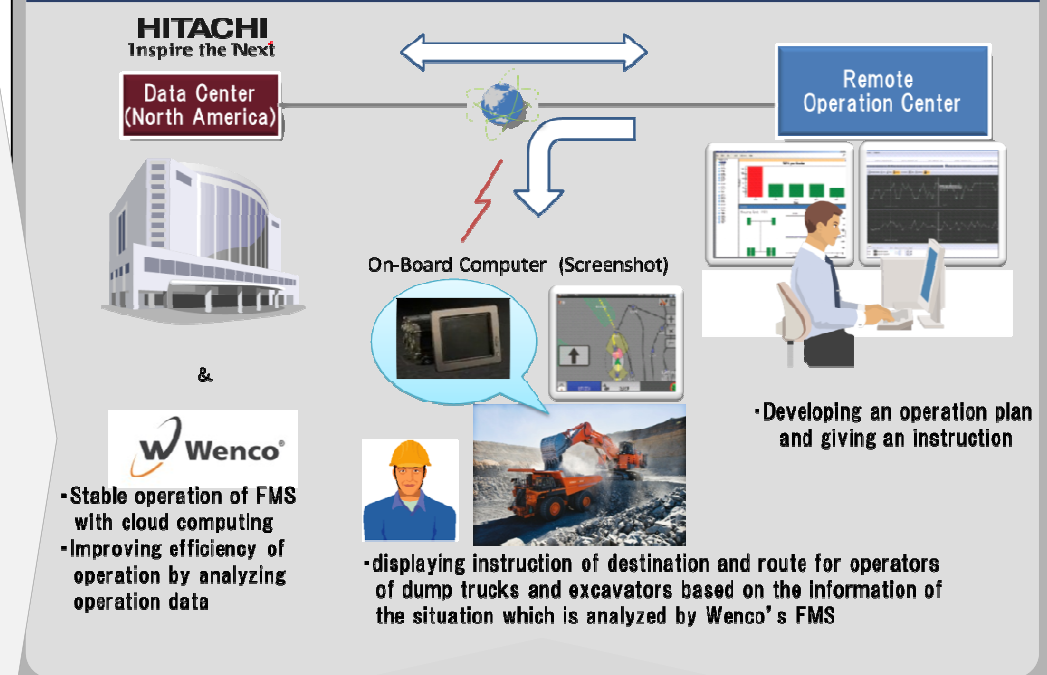 HITACHI
Inspire the Next
Data Center
(North America)
Remote
Operation Center
On-Board Computer (Screenshot)
&
Wenco®
・Stable operation of FMS
with cloud computing
・Improving efficiency of
operation by analyzing
operation data
・displaying instruction of destination and route for operators
of dump trucks and excavators based on the information of
the situation which is analyzed by Wenco's FMS
・Developing an operation plan
and giving an instruction